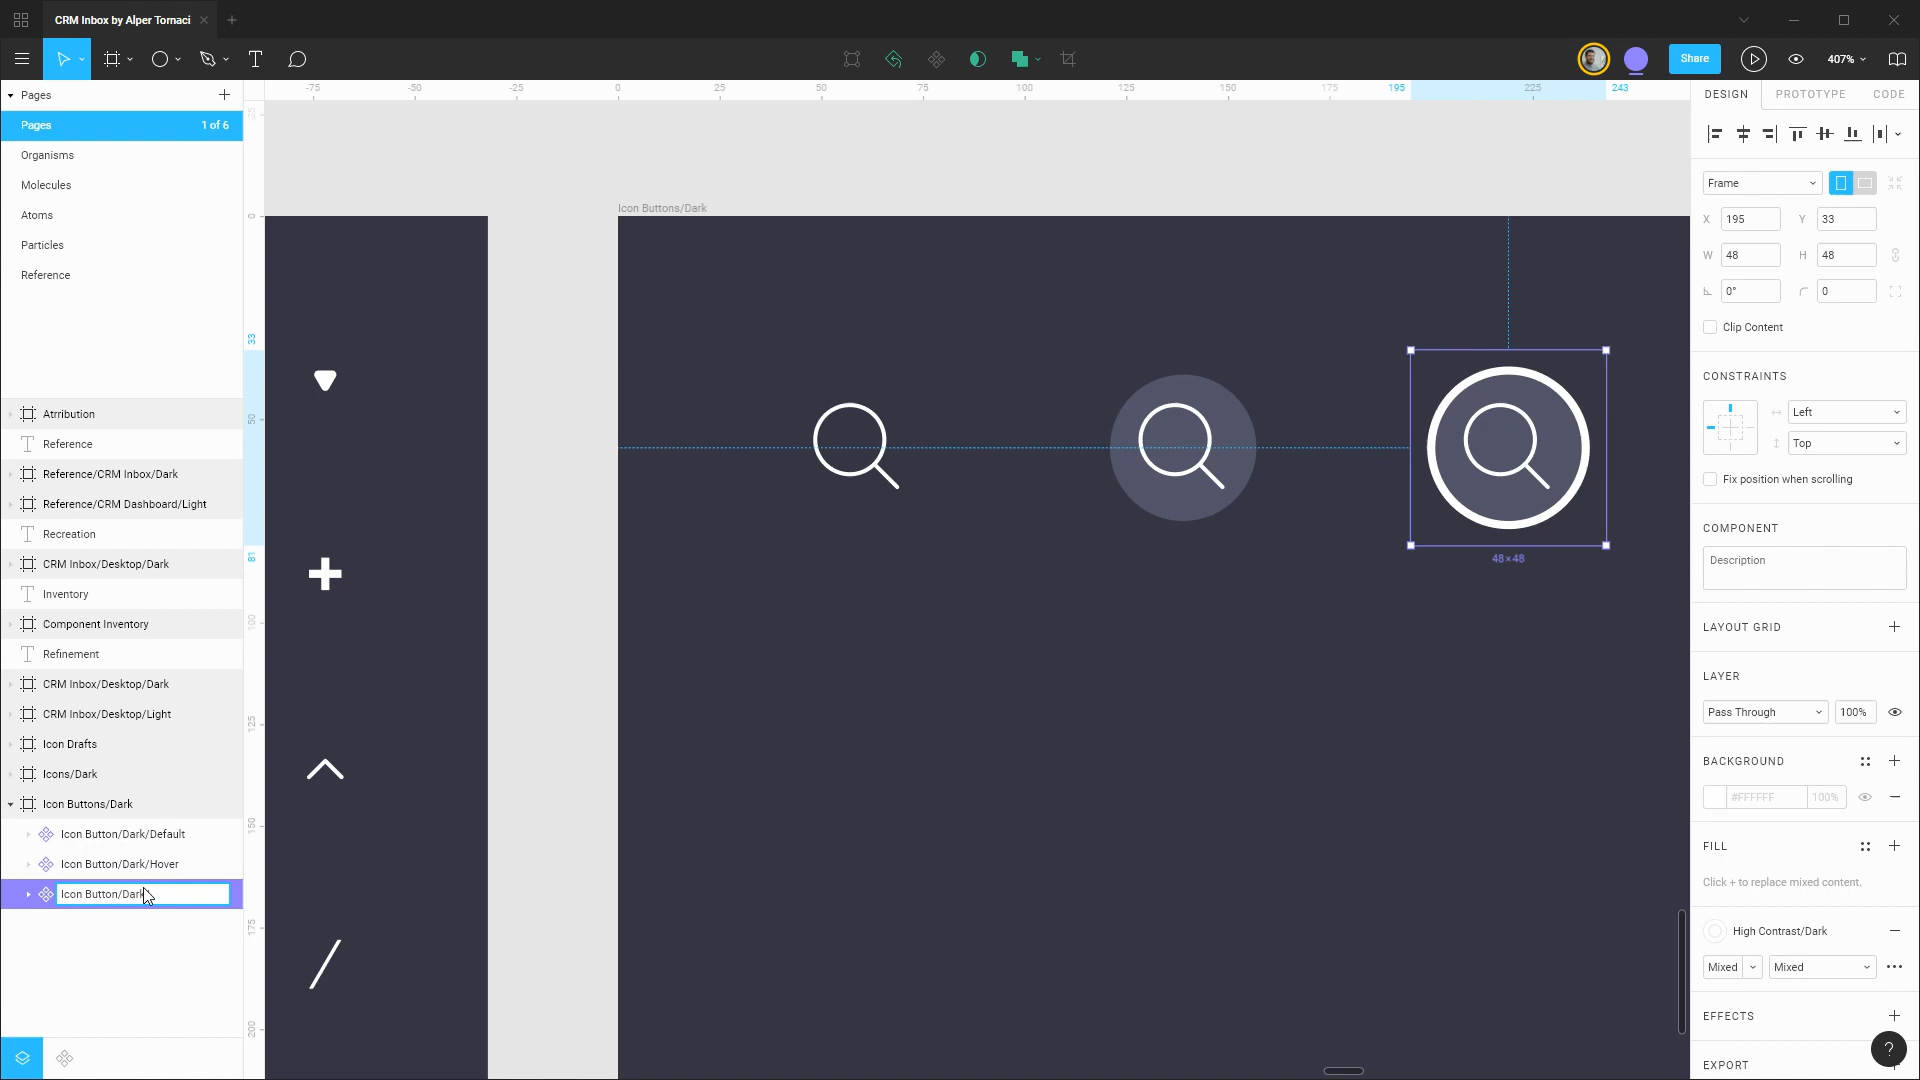 CRM Inbox by Alper Tornaci
Share
407%
Pages
Pages
1 of 6
Organisms
Molecules
Atoms
Particles
Reference
Atrribution
Reference
Reference/CRM Inbox/Dark
Reference/CRM Dashboard/Light
Recreation
CRM Inbox/Desktop/Dark
Inventory
Component Inventory
Refinement
CRM Inbox/Desktop/Dark
CRM Inbox/Desktop/Light
Icon Drafts
Icons/Dark
Icon Buttons/Dark
Icon Button/Dark/Default
Icon Button/Dark/Hover
Icon Button/Dark
-75 -50 -25 0 25 50 75 100 125 150 175 195 225 243
-25
0
33
50
81
100
125
150
175
200
Icon Buttons/Dark
48×48
DESIGN PROTOTYPE CODE
Frame
X 195 Y 33
W 48 H 48
0° 0
Clip Content
CONSTRAINTS
Left
Top
Fix position when scrolling
COMPONENT
Description
LAYOUT GRID
LAYER
Pass Through 100%
BACKGROUND
#FFFFFF 100%
FILL
Click + to replace mixed content.
High Contrast/Dark
Mixed Mixed
EFFECTS
EXPORT
?